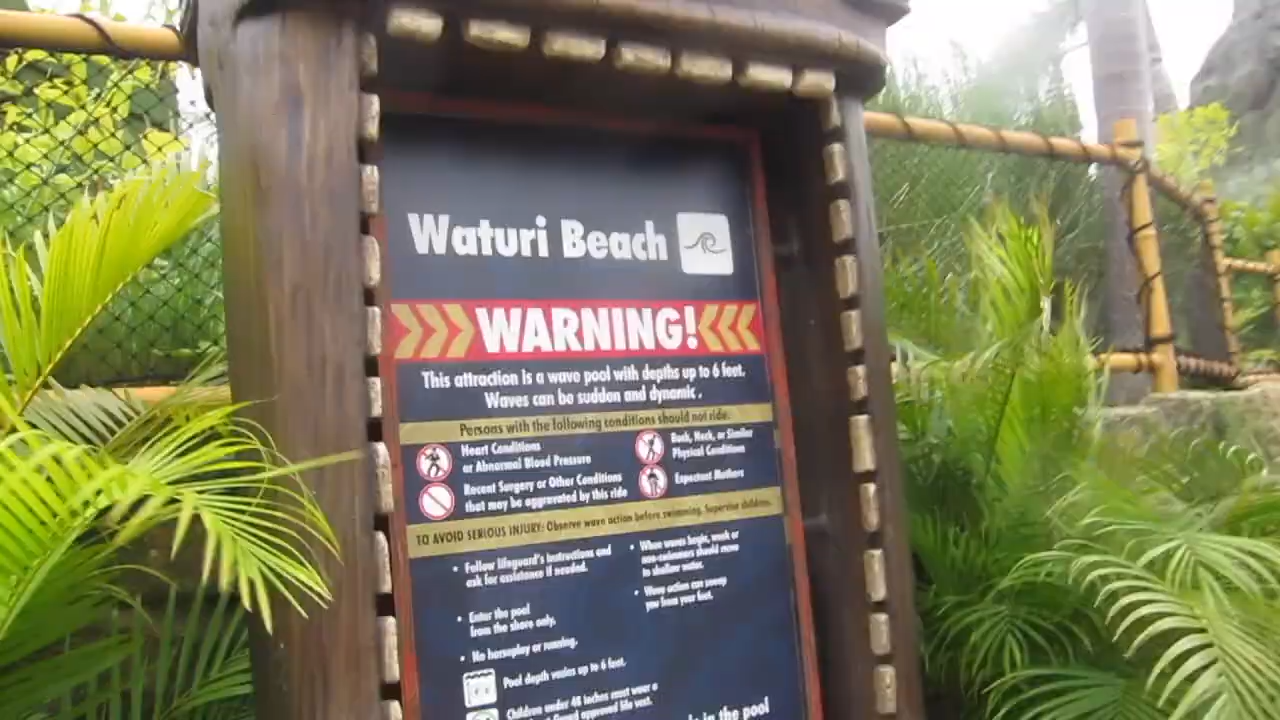 Waturi Beach
WARNING!
This attraction is a wave pool with depths up to 6 feet.
Waves can be sudden and dynamic.
Persons with the following conditions should not ride.
Heart Conditions
or Abnormal Blood Pressure
Back, Neck, or Similar
Physical Conditions
Recent Surgery or Other Conditions
that may be aggravated by this ride
Expectant Mothers
TO AVOID SERIOUS INJURY: Observe wave action before swimming. Supervise children.
• Follow lifeguard's instructions and
ask for assistance if needed.
• Enter the pool
from the shore only.
• No horseplay or running.
• When waves begin, weak or
non-swimmers should move
to shallow water.
• Wave action can sweep
you from your feet.
Pool depth varies up to 6 feet.
Children under 48 inches must wear a
Guard approved life vest.
in the pool